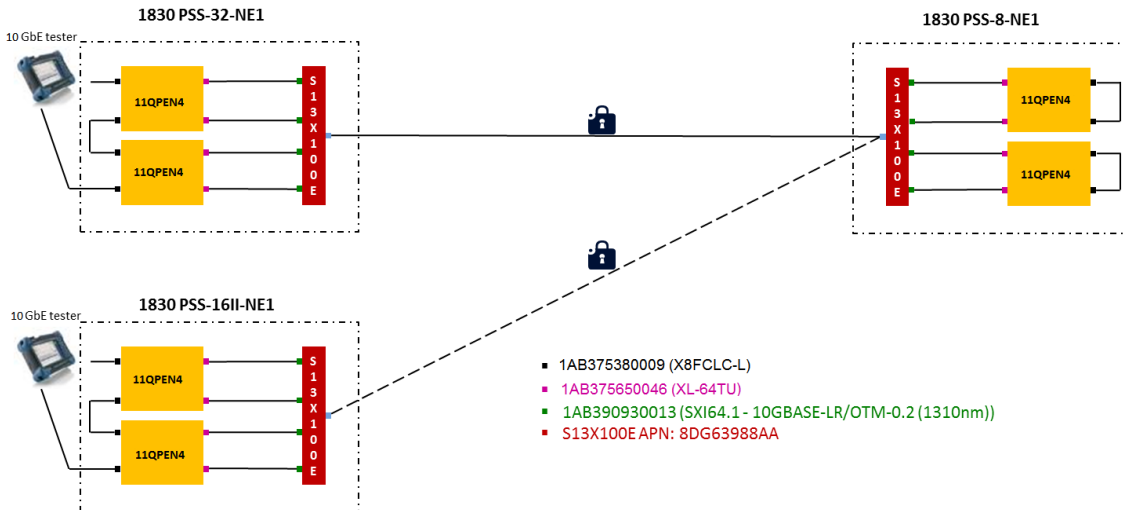 1830 PSS-32-NE1
1830 PSS-8-NE1
10 GbE tester
11QPEN4
11QPEN4
S13X100E
S13X100E
11QPEN4
11QPEN4
1830 PSS-16II-NE1
10 GbE tester
11QPEN4
11QPEN4
S13X100E
1AB375380009 (X8FCLC-L)
1AB375650046 (XL-64TU)
1AB390930013 (SXI64.1 - 10GBASE-LR/OTM-0.2 (1310nm))
S13X100E APN: 8DG63988AA